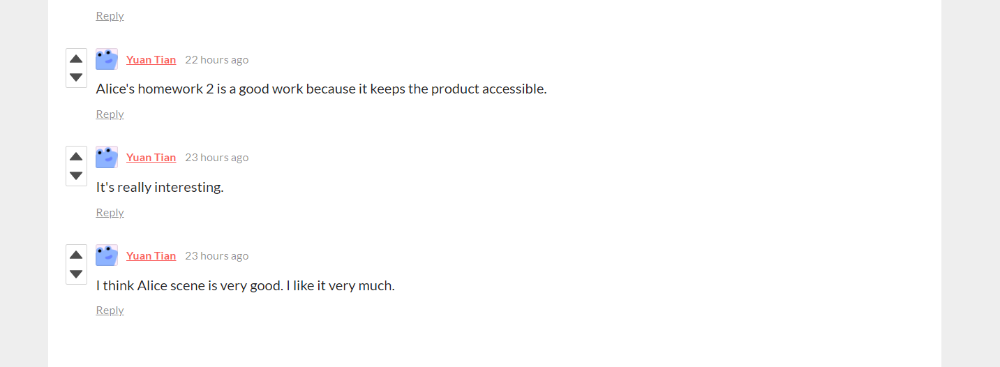 Reply
Yuan Tian 22 hours ago
Alice's homework 2 is a good work because it keeps the product accessible.
Reply
Yuan Tian 23 hours ago
It's really interesting.
Reply
Yuan Tian 23 hours ago
I think Alice scene is very good. I like it very much.
Reply